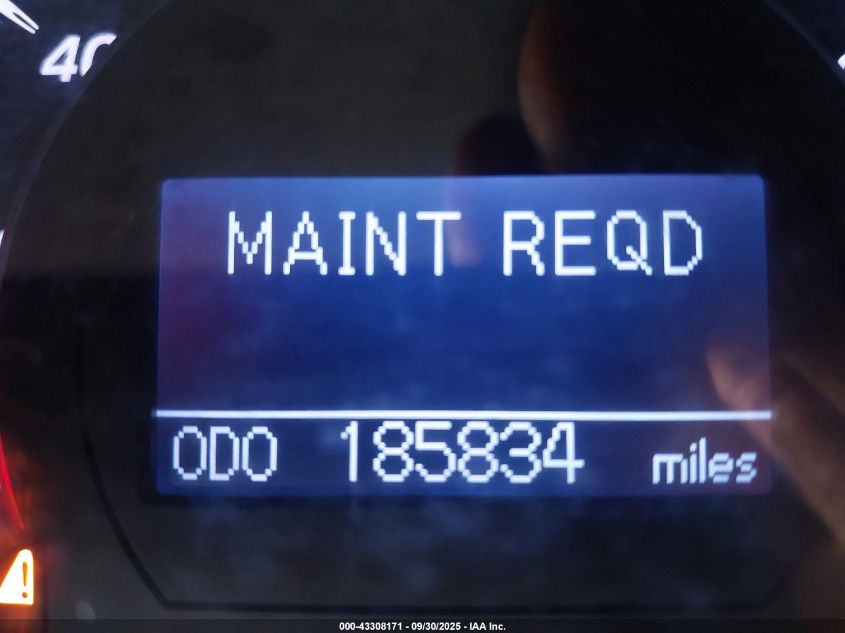 40
MAINT REQD
ODO 185834 miles
000-43308171 - 09/30/2025 - IAA Inc.